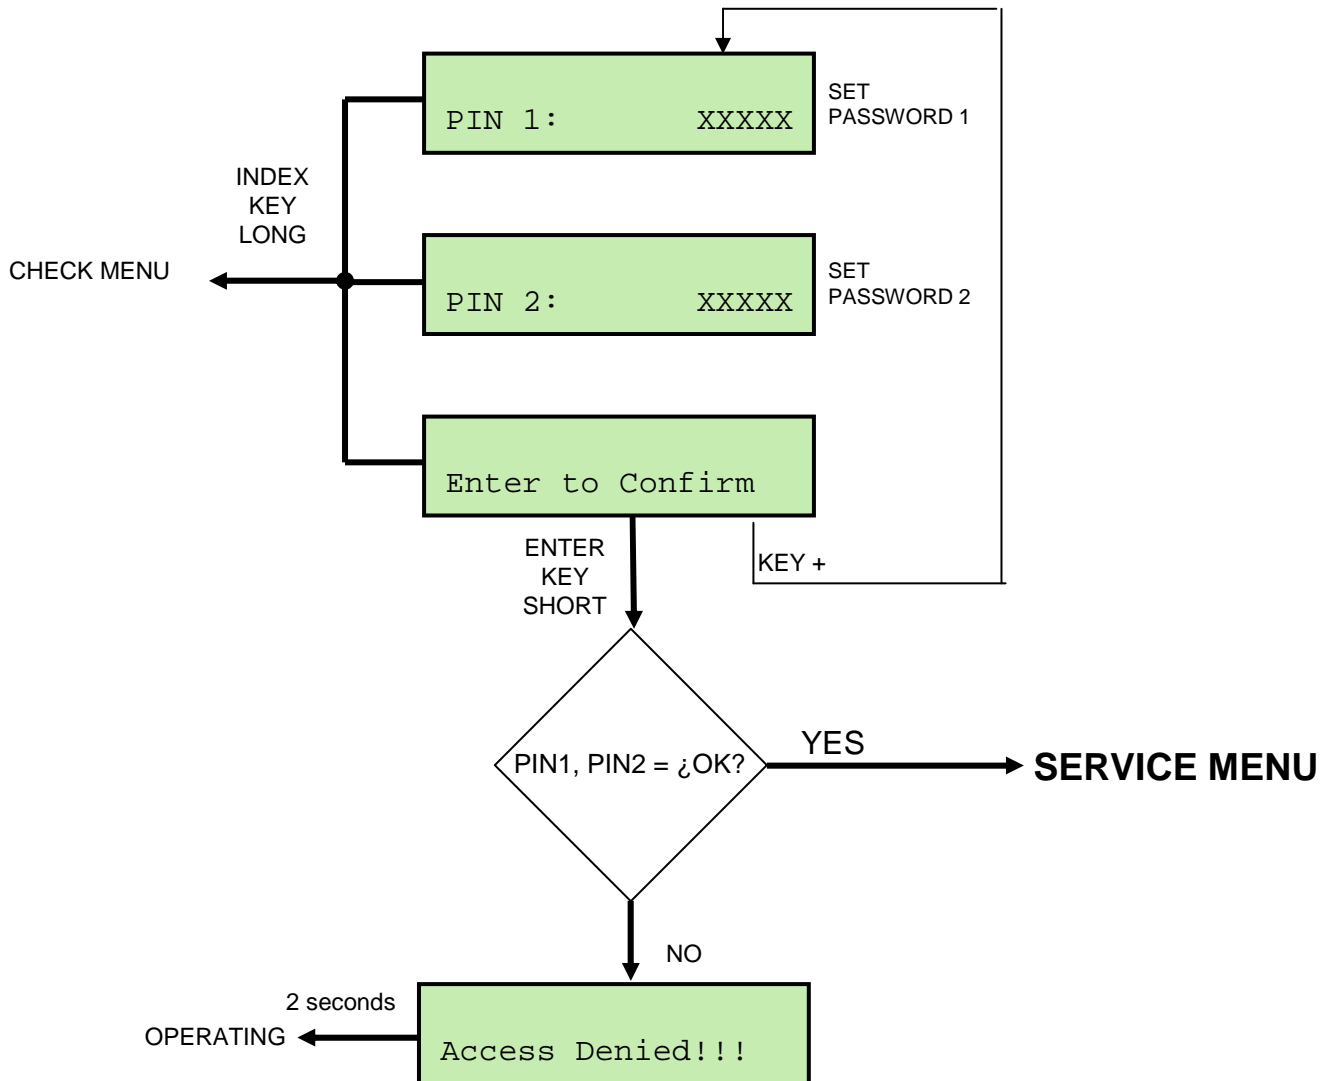 PIN 1: XXXXX
SET
PASSWORD 1
INDEX
KEY
LONG
CHECK MENU
PIN 2: XXXXX
SET
PASSWORD 2
Enter to Confirm
ENTER
KEY
SHORT
KEY +
PIN1, PIN2 = ¿OK?
YES
SERVICE MENU
NO
2 seconds
OPERATING
Access Denied!!!